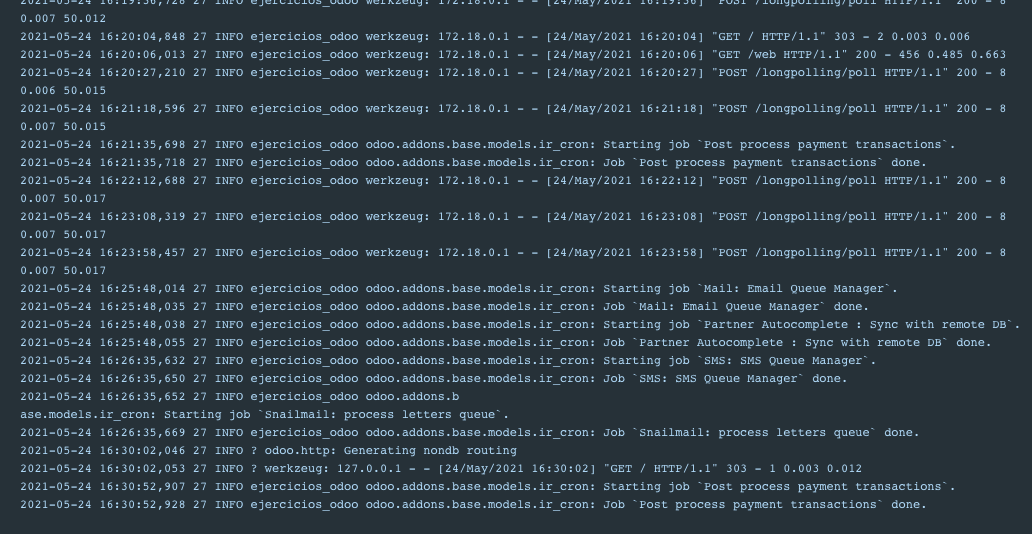 2021-05-24 16:19:36,728 27 INFO ejercicios_odoo werkzeug: 172.18.0.1 - - [24/May/2021 16:19:36] "POST /longpolling/poll HTTP/1.1" 200 - 8
0.007 50.012
2021-05-24 16:20:04,848 27 INFO ejercicios_odoo werkzeug: 172.18.0.1 - - [24/May/2021 16:20:04] "GET / HTTP/1.1" 303 - 2 0.003 0.006
2021-05-24 16:20:06,013 27 INFO ejercicios_odoo werkzeug: 172.18.0.1 - - [24/May/2021 16:20:06] "GET /web HTTP/1.1" 200 - 456 0.485 0.663
2021-05-24 16:20:27,210 27 INFO ejercicios_odoo werkzeug: 172.18.0.1 - - [24/May/2021 16:20:27] "POST /longpolling/poll HTTP/1.1" 200 - 8
0.006 50.015
2021-05-24 16:21:18,596 27 INFO ejercicios_odoo werkzeug: 172.18.0.1 - - [24/May/2021 16:21:18] "POST /longpolling/poll HTTP/1.1" 200 - 8
0.007 50.015
2021-05-24 16:21:35,698 27 INFO ejercicios_odoo odoo.addons.base.models.ir_cron: Starting job `Post process payment transactions`.
2021-05-24 16:21:35,718 27 INFO ejercicios_odoo odoo.addons.base.models.ir_cron: Job `Post process payment transactions` done.
2021-05-24 16:22:12,688 27 INFO ejercicios_odoo werkzeug: 172.18.0.1 - - [24/May/2021 16:22:12] "POST /longpolling/poll HTTP/1.1" 200 - 8
0.007 50.017
2021-05-24 16:23:08,319 27 INFO ejercicios_odoo werkzeug: 172.18.0.1 - - [24/May/2021 16:23:08] "POST /longpolling/poll HTTP/1.1" 200 - 8
0.007 50.017
2021-05-24 16:23:58,457 27 INFO ejercicios_odoo werkzeug: 172.18.0.1 - - [24/May/2021 16:23:58] "POST /longpolling/poll HTTP/1.1" 200 - 8
0.007 50.017
2021-05-24 16:25:48,014 27 INFO ejercicios_odoo odoo.addons.base.models.ir_cron: Starting job `Mail: Email Queue Manager`.
2021-05-24 16:25:48,035 27 INFO ejercicios_odoo odoo.addons.base.models.ir_cron: Job `Mail: Email Queue Manager` done.
2021-05-24 16:25:48,038 27 INFO ejercicios_odoo odoo.addons.base.models.ir_cron: Starting job `Partner Autocomplete : Sync with remote DB`.
2021-05-24 16:25:48,055 27 INFO ejercicios_odoo odoo.addons.base.models.ir_cron: Job `Partner Autocomplete : Sync with remote DB` done.
2021-05-24 16:26:35,632 27 INFO ejercicios_odoo odoo.addons.base.models.ir_cron: Starting job `SMS: SMS Queue Manager`.
2021-05-24 16:26:35,650 27 INFO ejercicios_odoo odoo.addons.base.models.ir_cron: Job `SMS: SMS Queue Manager` done.
2021-05-24 16:26:35,652 27 INFO ejercicios_odoo odoo.addons.b
ase.models.ir_cron: Starting job `Snailmail: process letters queue`.
2021-05-24 16:26:35,669 27 INFO ejercicios_odoo odoo.addons.base.models.ir_cron: Job `Snailmail: process letters queue` done.
2021-05-24 16:30:02,046 27 INFO ? odoo.http: Generating nondb routing
2021-05-24 16:30:02,053 27 INFO ? werkzeug: 127.0.0.1 - - [24/May/2021 16:30:02] "GET / HTTP/1.1" 303 - 1 0.003 0.012
2021-05-24 16:30:52,907 27 INFO ejercicios_odoo odoo.addons.base.models.ir_cron: Starting job `Post process payment transactions`.
2021-05-24 16:30:52,928 27 INFO ejercicios_odoo odoo.addons.base.models.ir_cron: Job `Post process payment transactions` done.